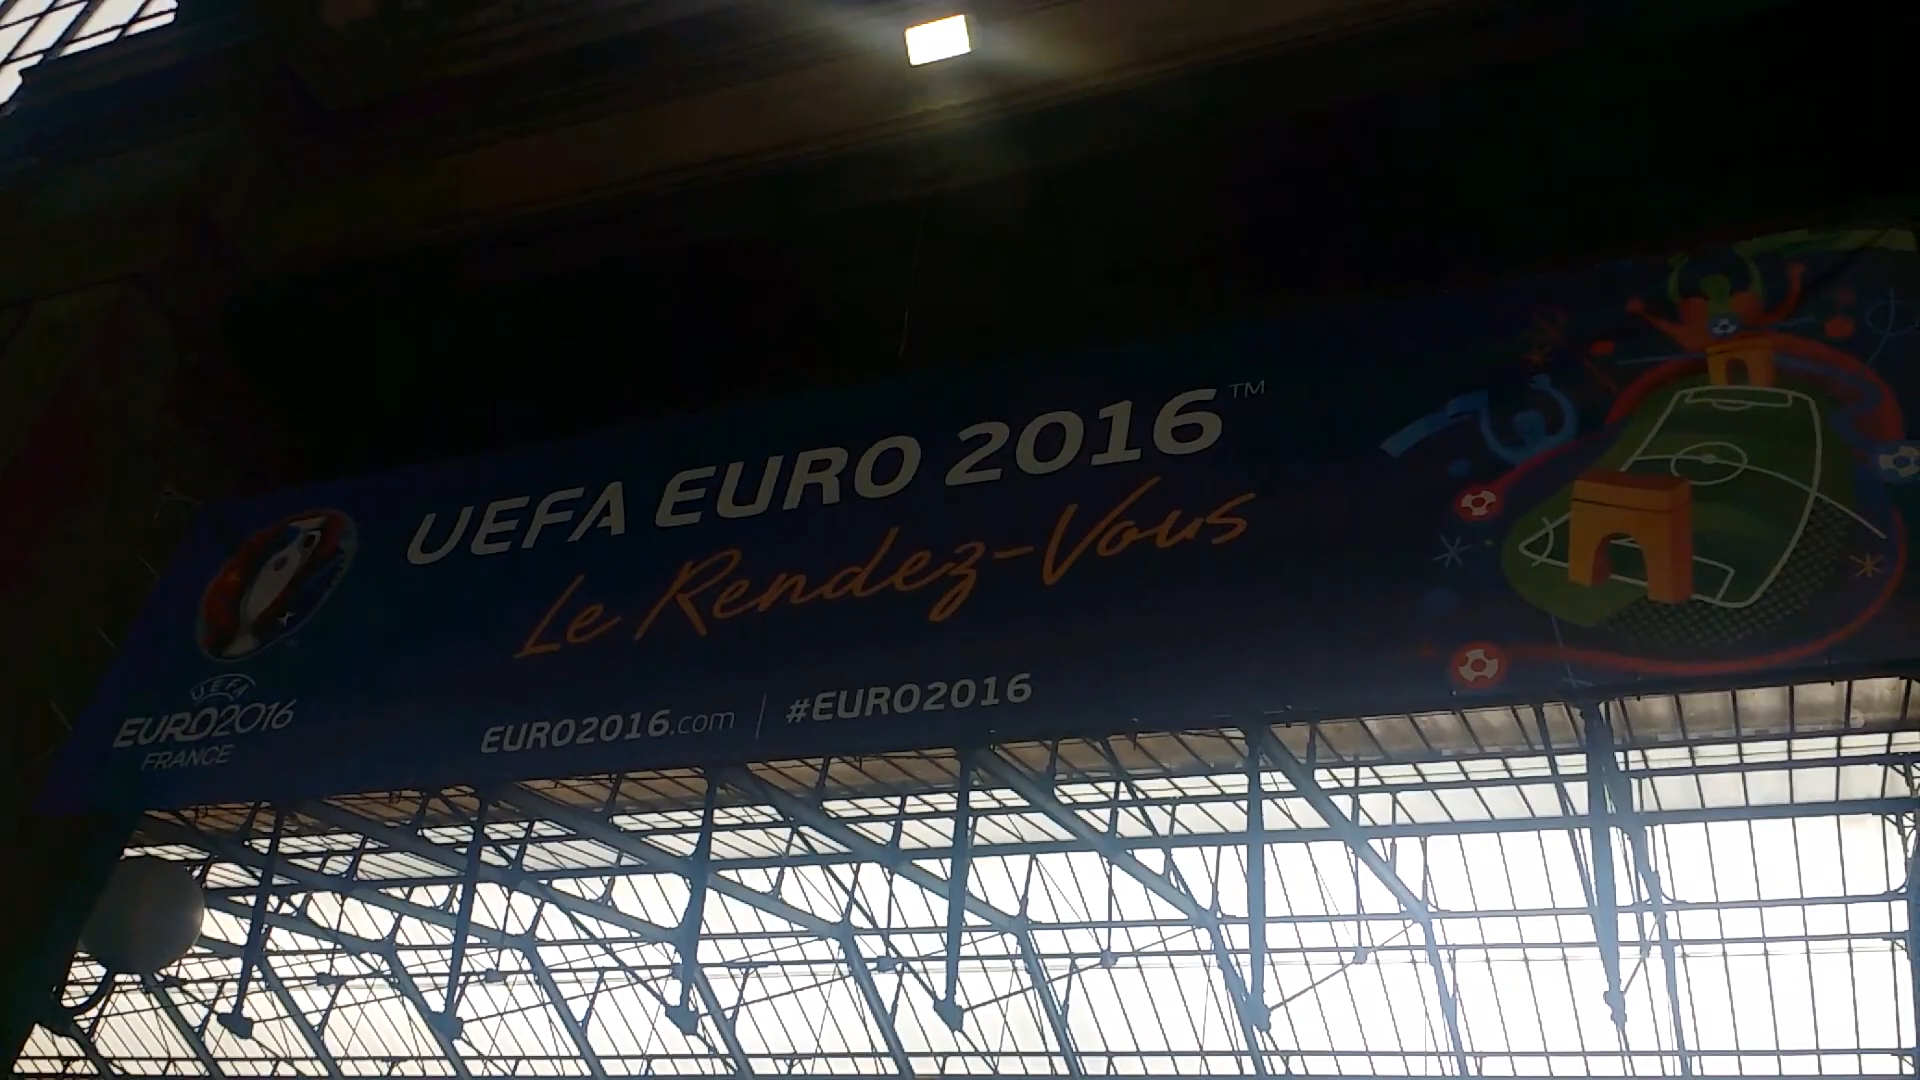 UEFA EURO 2016™
Le Rendez-Vous
EURO2016.com | #EURO2016
UEFA
EURO2016
FRANCE